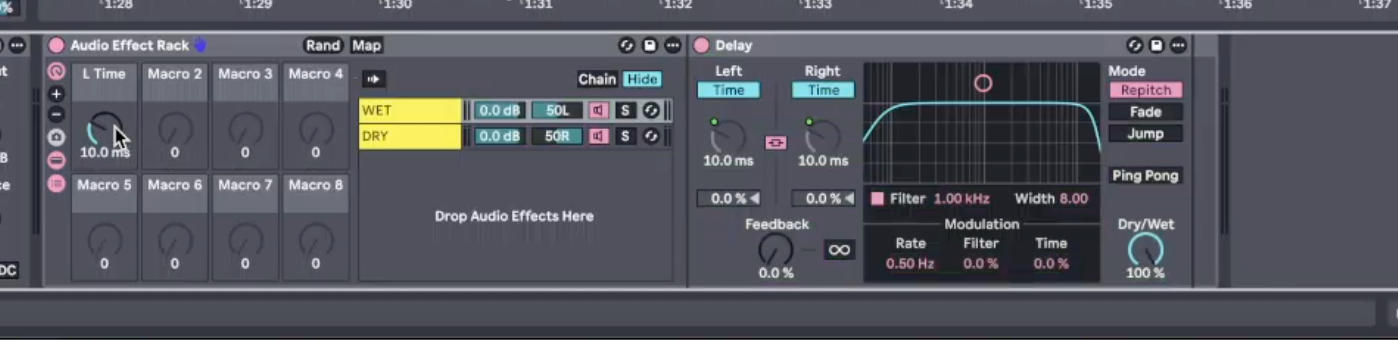 %
1:28 1:29 1:30 1:31 1:32 1:33 1:34 1:35 1:36 1:37
Audio Effect Rack Rand Map
L Time Macro 2 Macro 3 Macro 4
10.0 ms 0 0 0
Macro 5 Macro 6 Macro 7 Macro 8
0 0 0 0
Chain Hide
WET 0.0 dB 50L S
DRY 0.0 dB 50R S
Drop Audio Effects Here
Delay
Left Right
Time Time
10.0 ms 10.0 ms
0.0 % 0.0 %
Feedback
0.0 %
Filter 1.00 kHz Width 8.00
Modulation
Rate Filter Time
0.50 Hz 0.0 % 0.0 %
Mode
Repitch
Fade
Jump
Ping Pong
Dry/Wet
100 %
t
B
e
DC